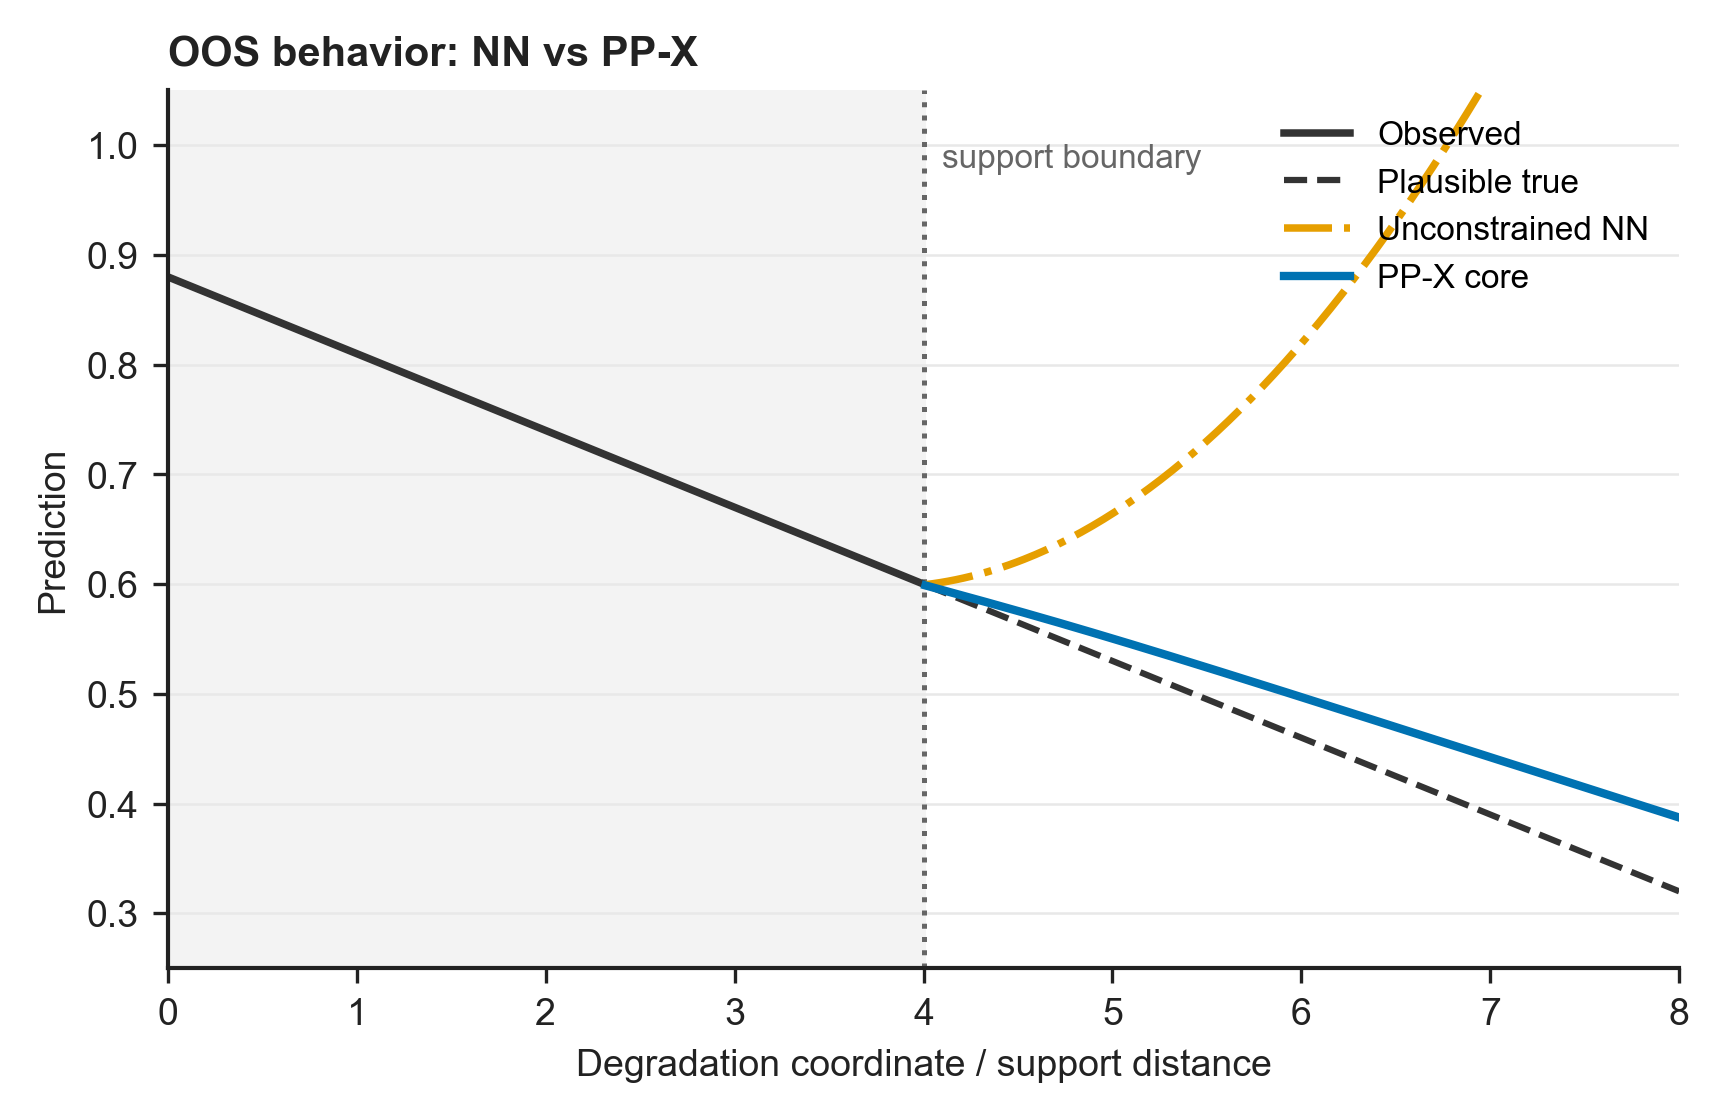 OOS behavior: NN vs PP-X
1.0
0.9
0.8
0.7
0.6
0.5
0.4
0.3
Prediction
support boundary
Observed
Plausible true
Unconstrained NN
PP-X core
0 1 2 3 4 5 6 7 8
Degradation coordinate / support distance